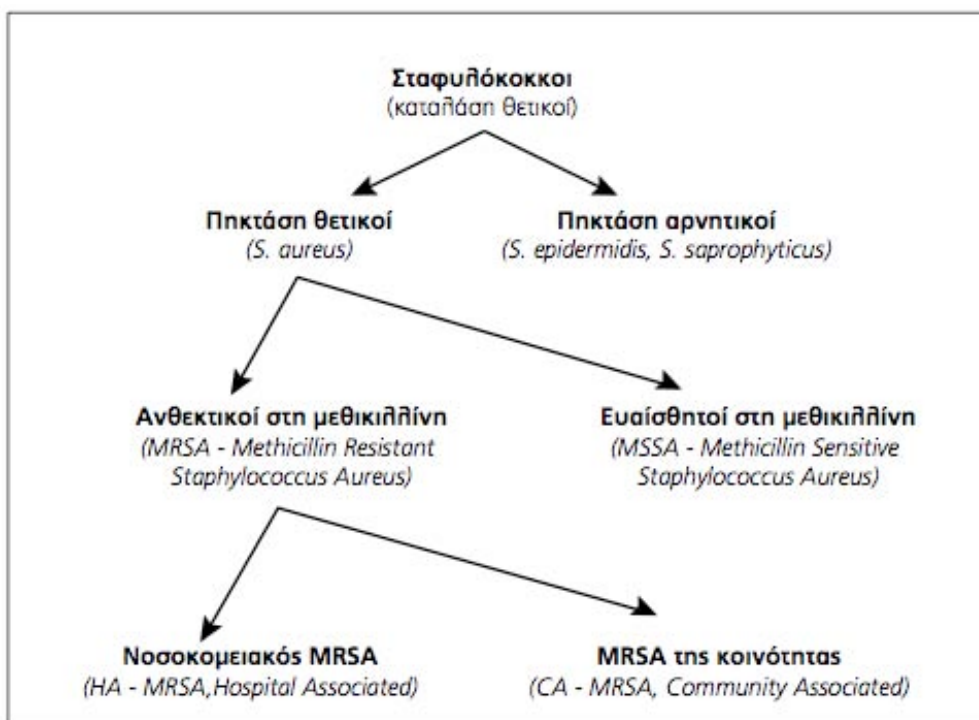 Σταφυλόκοκκοι
(καταλάση θετικοί)
Πηκτάση θετικοί
(S. aureus)
Πηκτάση αρνητικοί
(S. epidermidis, S. saprophyticus)
Ανθεκτικοί στη μεθικιλλίνη
(MRSA - Methicillin Resistant
Staphylococcus Aureus)
Ευαίσθητοί στη μεθικιλλίνη
(MSSA - Methicillin Sensitive
Staphylococcus Aureus)
Νοσοκομειακός MRSA
(HA - MRSA,Hospital Associated)
MRSA της κοινότητας
(CA - MRSA, Community Associated)